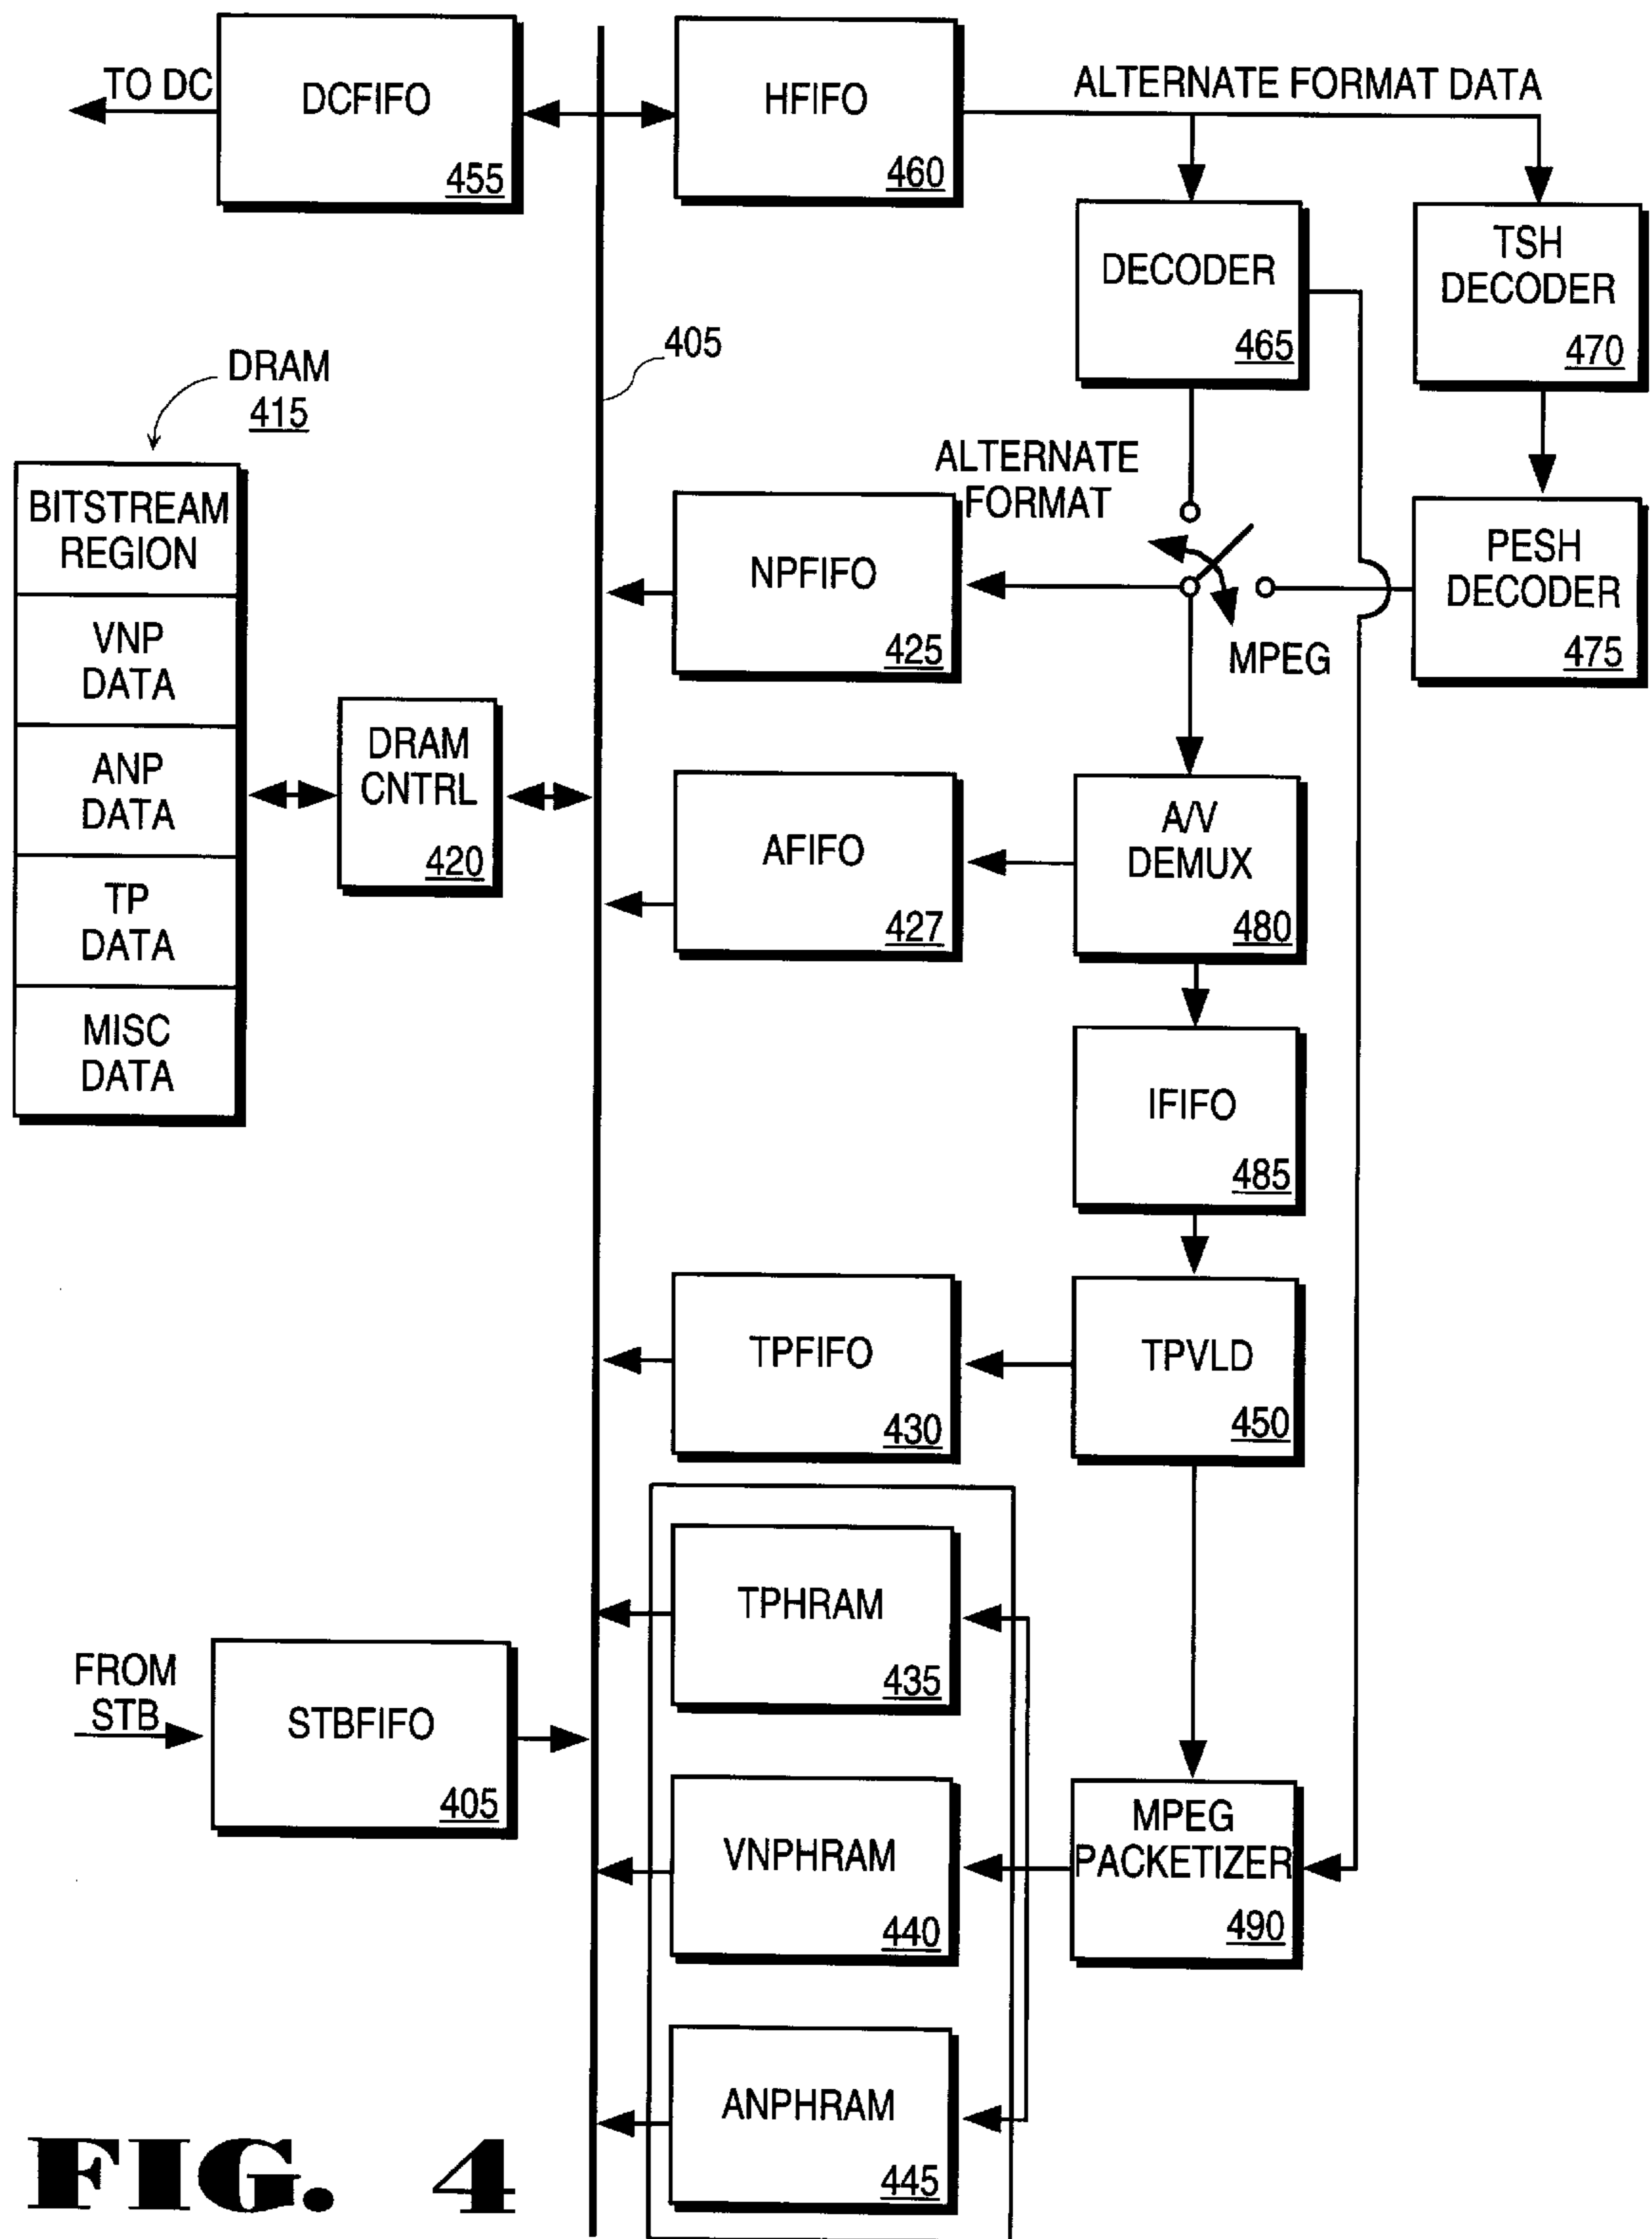 TO DC
DCFIFO
455
HFIFO
460
ALTERNATE FORMAT DATA
DECODER
465
TSH
DECODER
470
405
DRAM
415
BITSTREAM
REGION
VNP
DATA
ANP
DATA
TP
DATA
MISC
DATA
DRAM
CNTRL
420
ALTERNATE
FORMAT
NPFIFO
425
MPEG
PESH
DECODER
475
AFIFO
427
A/V
DEMUX
480
IFIFO
485
TPFIFO
430
TPVLD
450
TPHRAM
435
FROM
STB
STBFIFO
405
VNPHRAM
440
MPEG
PACKETIZER
490
ANPHRAM
445
FIG. 4